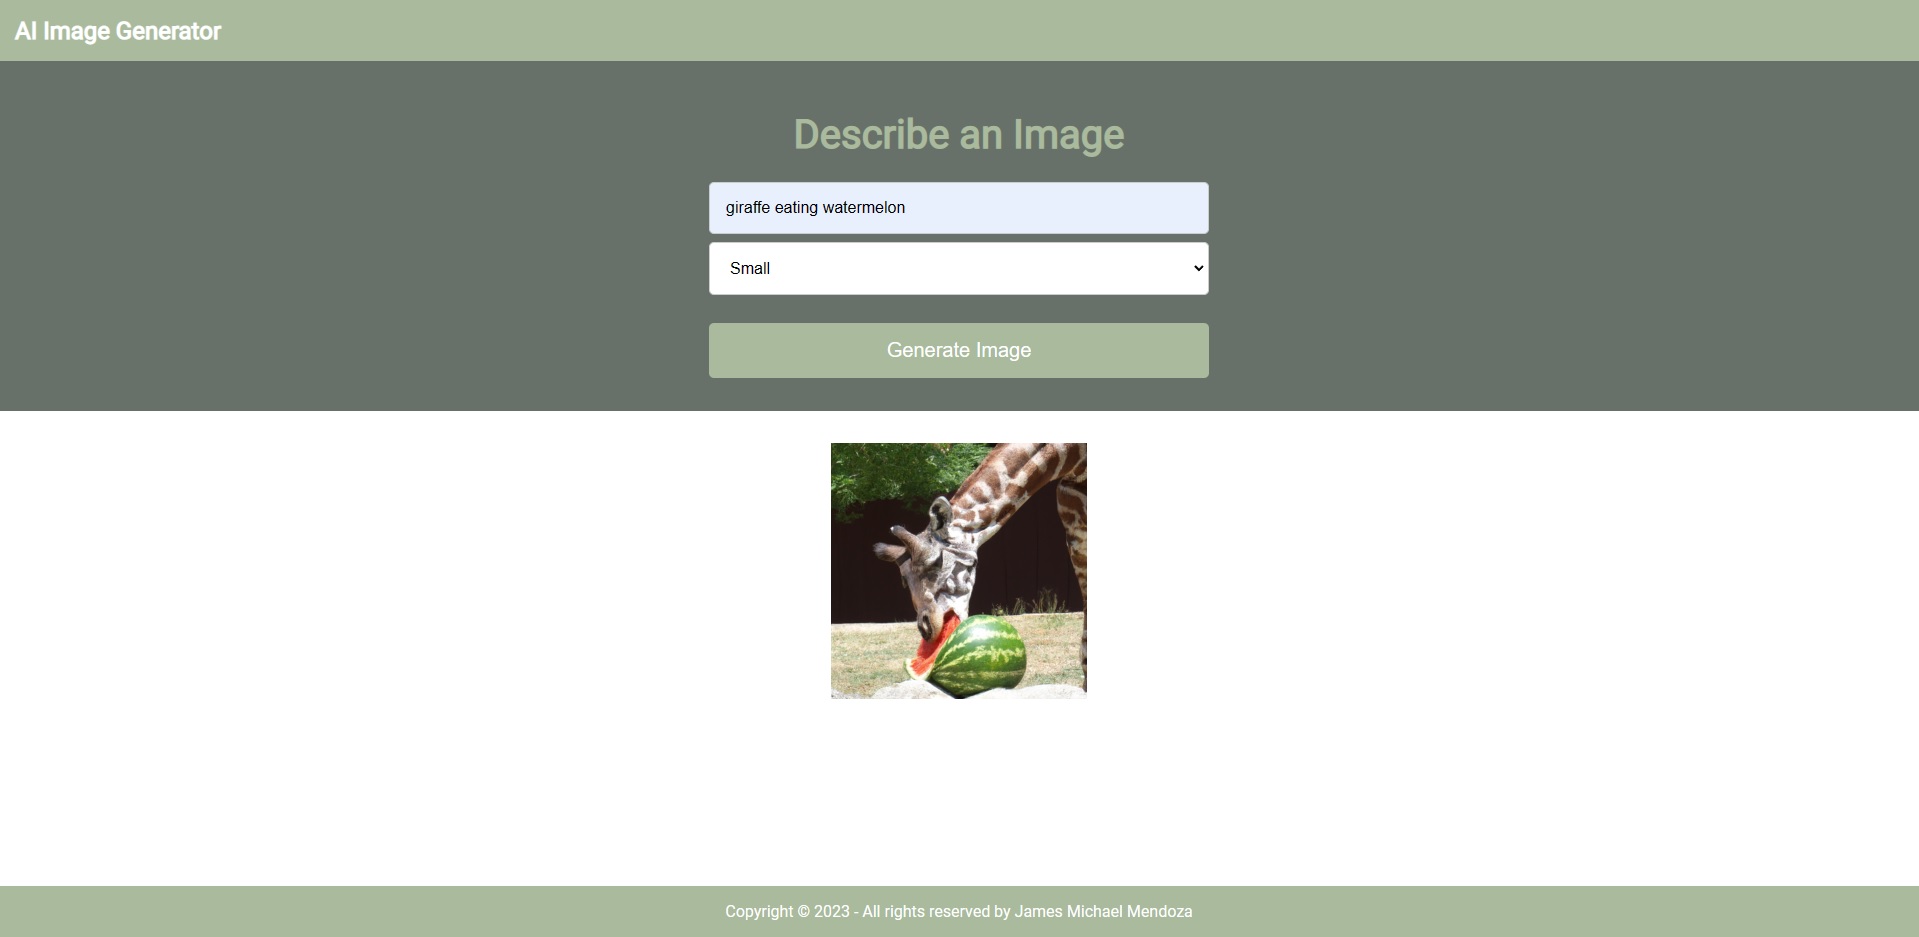 AI Image Generator
Describe an Image
giraffe eating watermelon
Small
Generate Image
Copyright © 2023 - All rights reserved by James Michael Mendoza